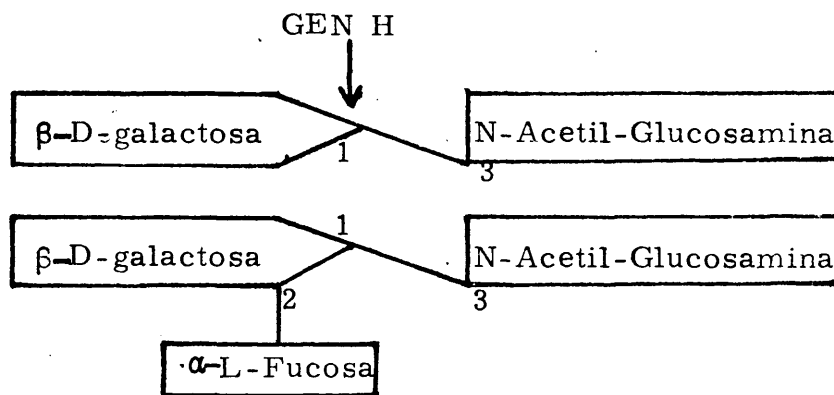 GEN H
β-D-galactosa
N-Acetil-Glucosamina
1
3
β-D-galactosa
1
N-Acetil-Glucosamina
2
3
α-L-Fucosa